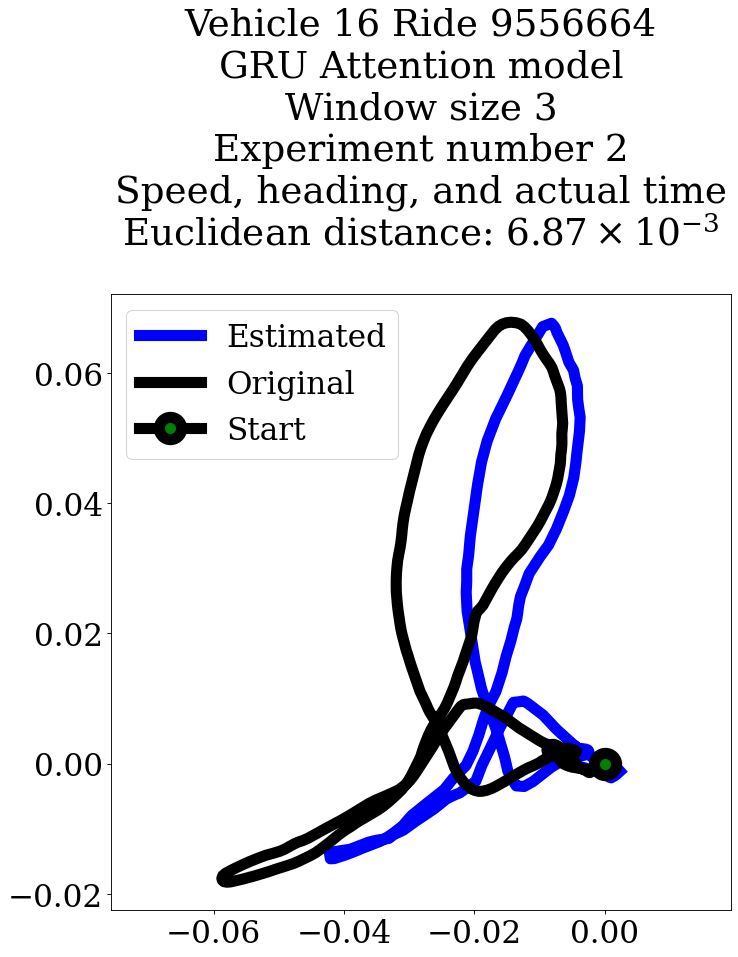 Vehicle 16 Ride 9556664
GRU Attention model
Window size 3
Experiment number 2
Speed, heading, and actual time
Euclidean distance: 6.87 × 10⁻³
Estimated
Original
Start
0.06
0.04
0.02
0.00
−0.02
−0.06
−0.04
−0.02
0.00